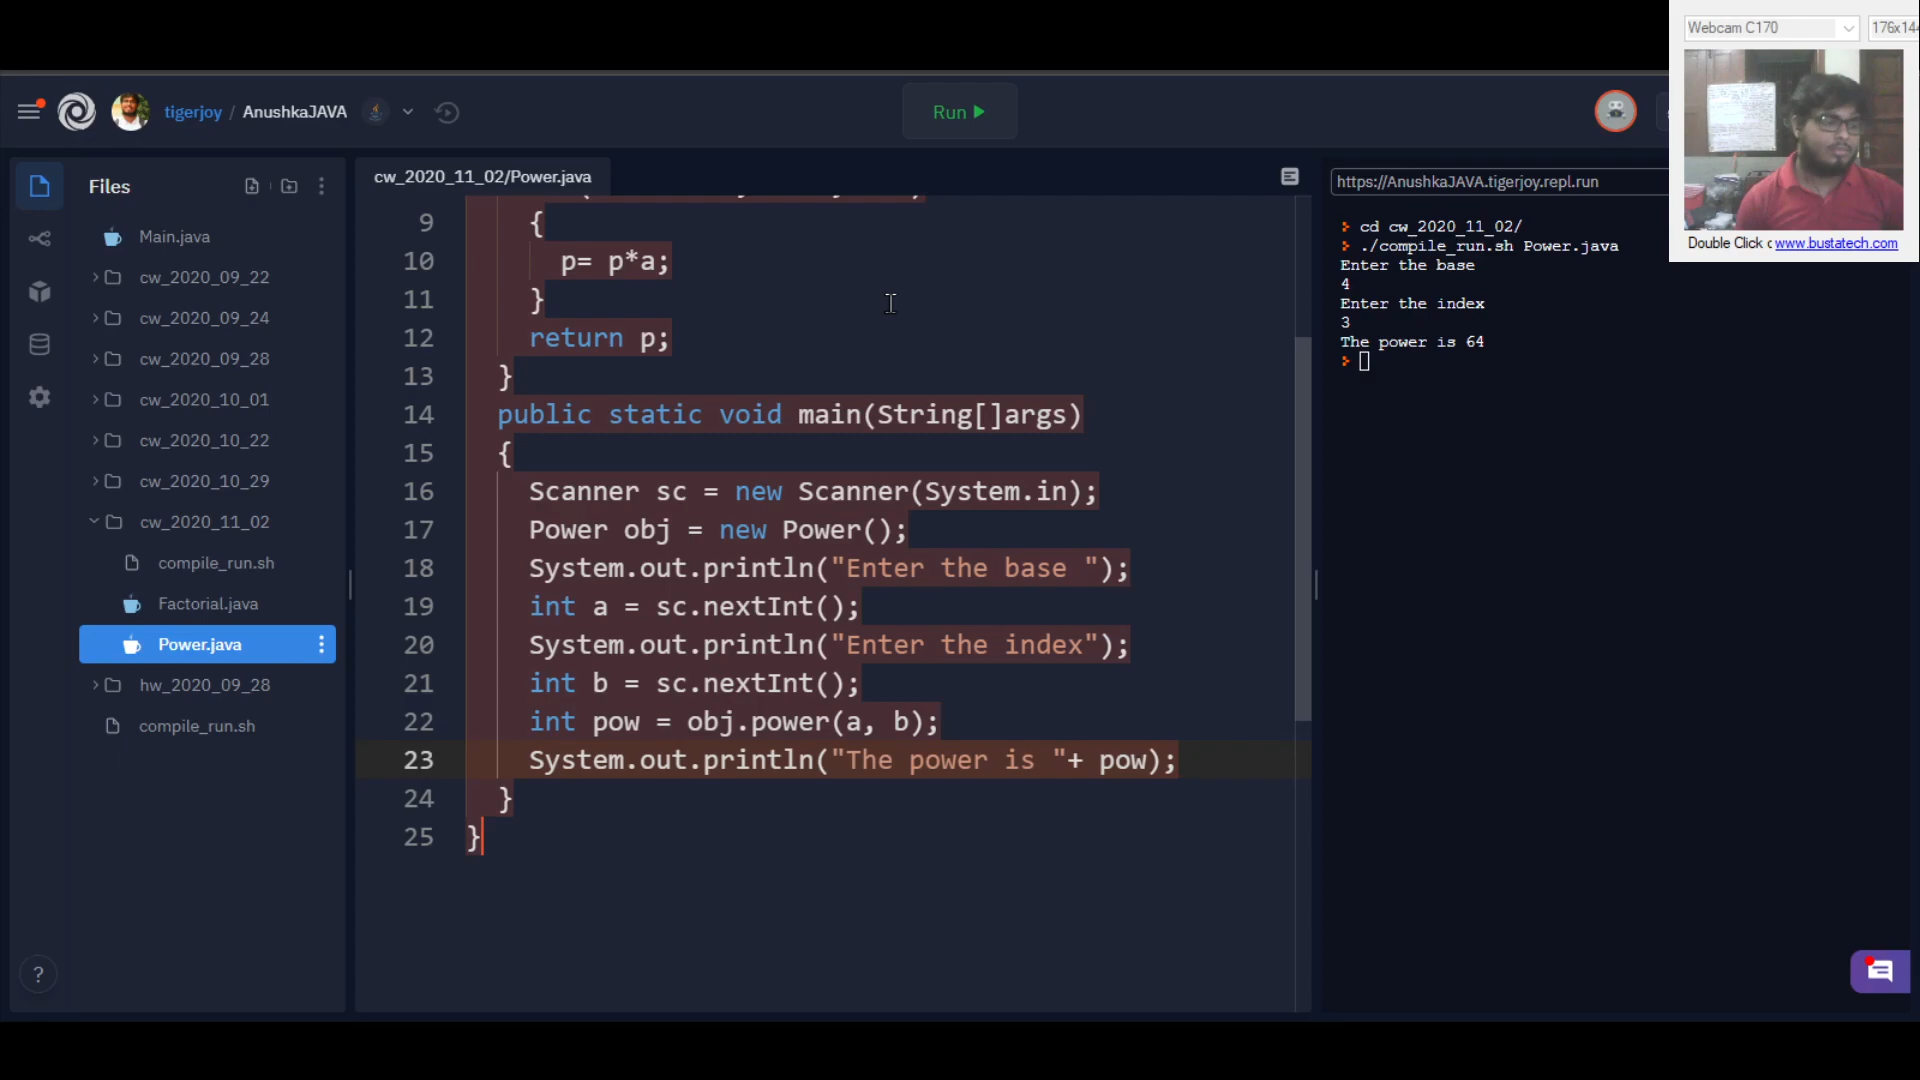 Webcam C170
176x144
tigerjoy / AnushkaJAVA
Run
Files
Main.java
cw_2020_09_22
cw_2020_09_24
cw_2020_09_28
cw_2020_10_01
cw_2020_10_22
cw_2020_10_29
cw_2020_11_02
compile_run.sh
Factorial.java
Power.java
hw_2020_09_28
compile_run.sh
?
cw_2020_11_02/Power.java
9 {
10 p= p*a;
11 }
12 return p;
13 }
14 public static void main(String[]args)
15 {
16 Scanner sc = new Scanner(System.in);
17 Power obj = new Power();
18 System.out.println("Enter the base ");
19 int a = sc.nextInt();
20 System.out.println("Enter the index");
21 int b = sc.nextInt();
22 int pow = obj.power(a, b);
23 System.out.println("The power is "+ pow);
24 }
25 }
https://AnushkaJAVA.tigerjoy.repl.run
> cd cw_2020_11_02/
> ./compile_run.sh Power.java
Enter the base
4
Enter the index
3
The power is 64
>
Double Click www.bustatech.com